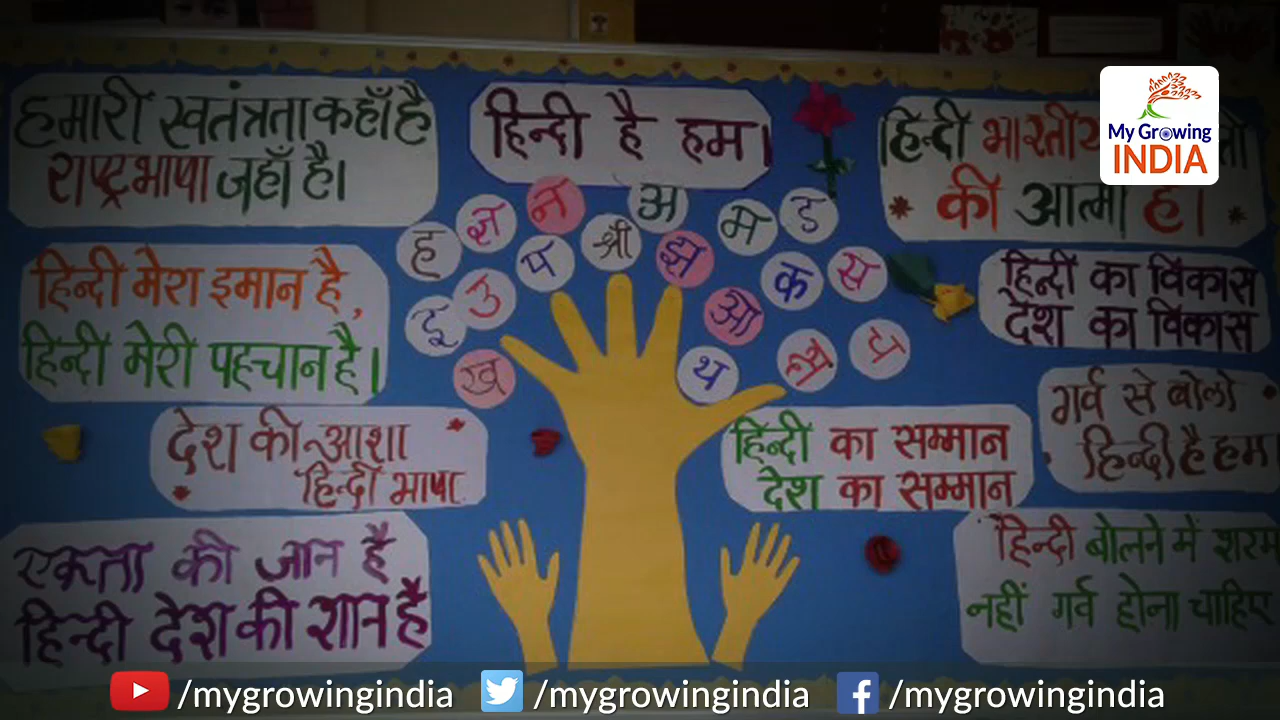 हमारी स्वतंत्रता कहाँ है
राष्ट्रभाषा जहाँ है।
हिन्दी है हम।
हिन्दी
की आत्मा है।
My Growing
INDIA
हिन्दी मेरा इमान है,
हिन्दी मेरी पहचान है।
हिन्दी का विकास
देश का विकास
ह
ज्ञ
न
प
श्री
अ
झ
म
ड
क
स
उ
आ
ख
थ
देश की आशा
हिन्दी भाषा
हिन्दी का सम्मान
देश का सम्मान
गर्व से बोलो
हिन्दी है हम
एकता की जान है
हिन्दी देश की शान है
हिन्दी बोलने में शरम
नहीं गर्व होना चाहिए
/mygrowingindia
/mygrowingindia
/mygrowingindia